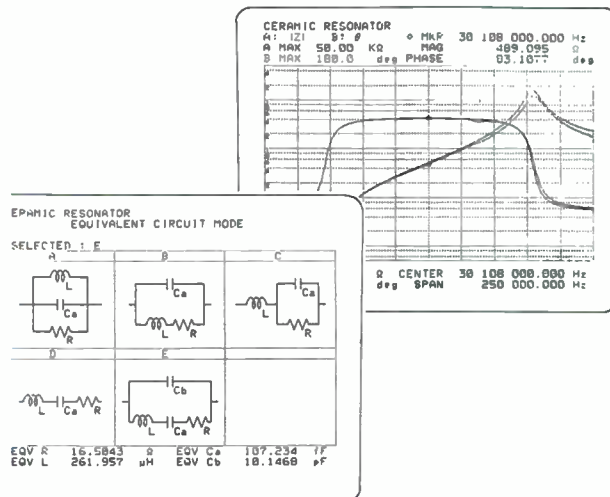 CERAMIC RESONATOR
A: |Z| B: θ o MKR 30 108 000.000 Hz
A MAX 50.00 KΩ MAG 489.095 Ω
B MAX 180.0 deg PHASE deg
Ω CENTER 30 108 000.000 Hz
deg SPAN 250 000.000 Hz
EPAMIC RESONATOR
EQUIVALENT CIRCUIT MODE
SELECTED : E
A B C
L Ca R
Ca L R
L Ca R
D E
L Ca R
Cb L Ca R
EQV R 16.5043 Ω EQV Ca 107.234 fF
EQV L 261.957 μH EQV Cb 10.1468 pF